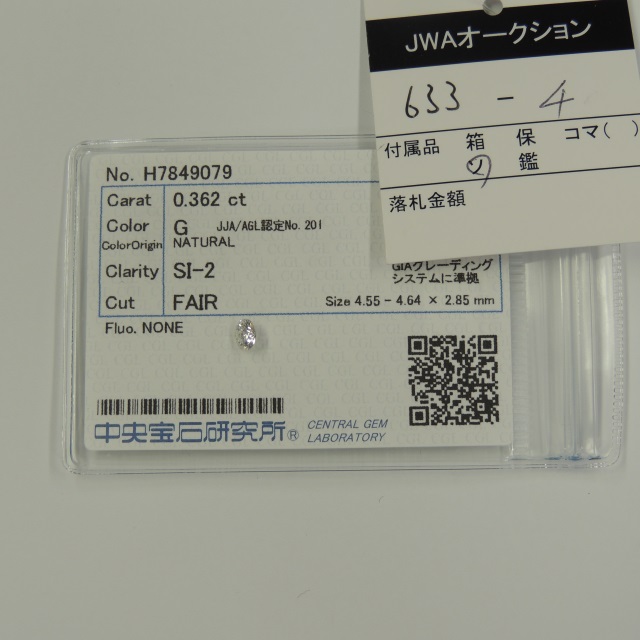 JWAオークション
633 - 4
付属品 箱 保 コマ( )
ソ 鑑
落札金額
No. H7849079
Carat 0.362 ct
Color G JJA/AGL認定No.201
ColorOrigin NATURAL
GIAグレーディング
Clarity SI-2 システムに準拠
Cut FAIR Size 4.55 - 4.64 × 2.85 mm
Fluo. NONE
中央宝石研究所® CENTRAL GEM
LABORATORY